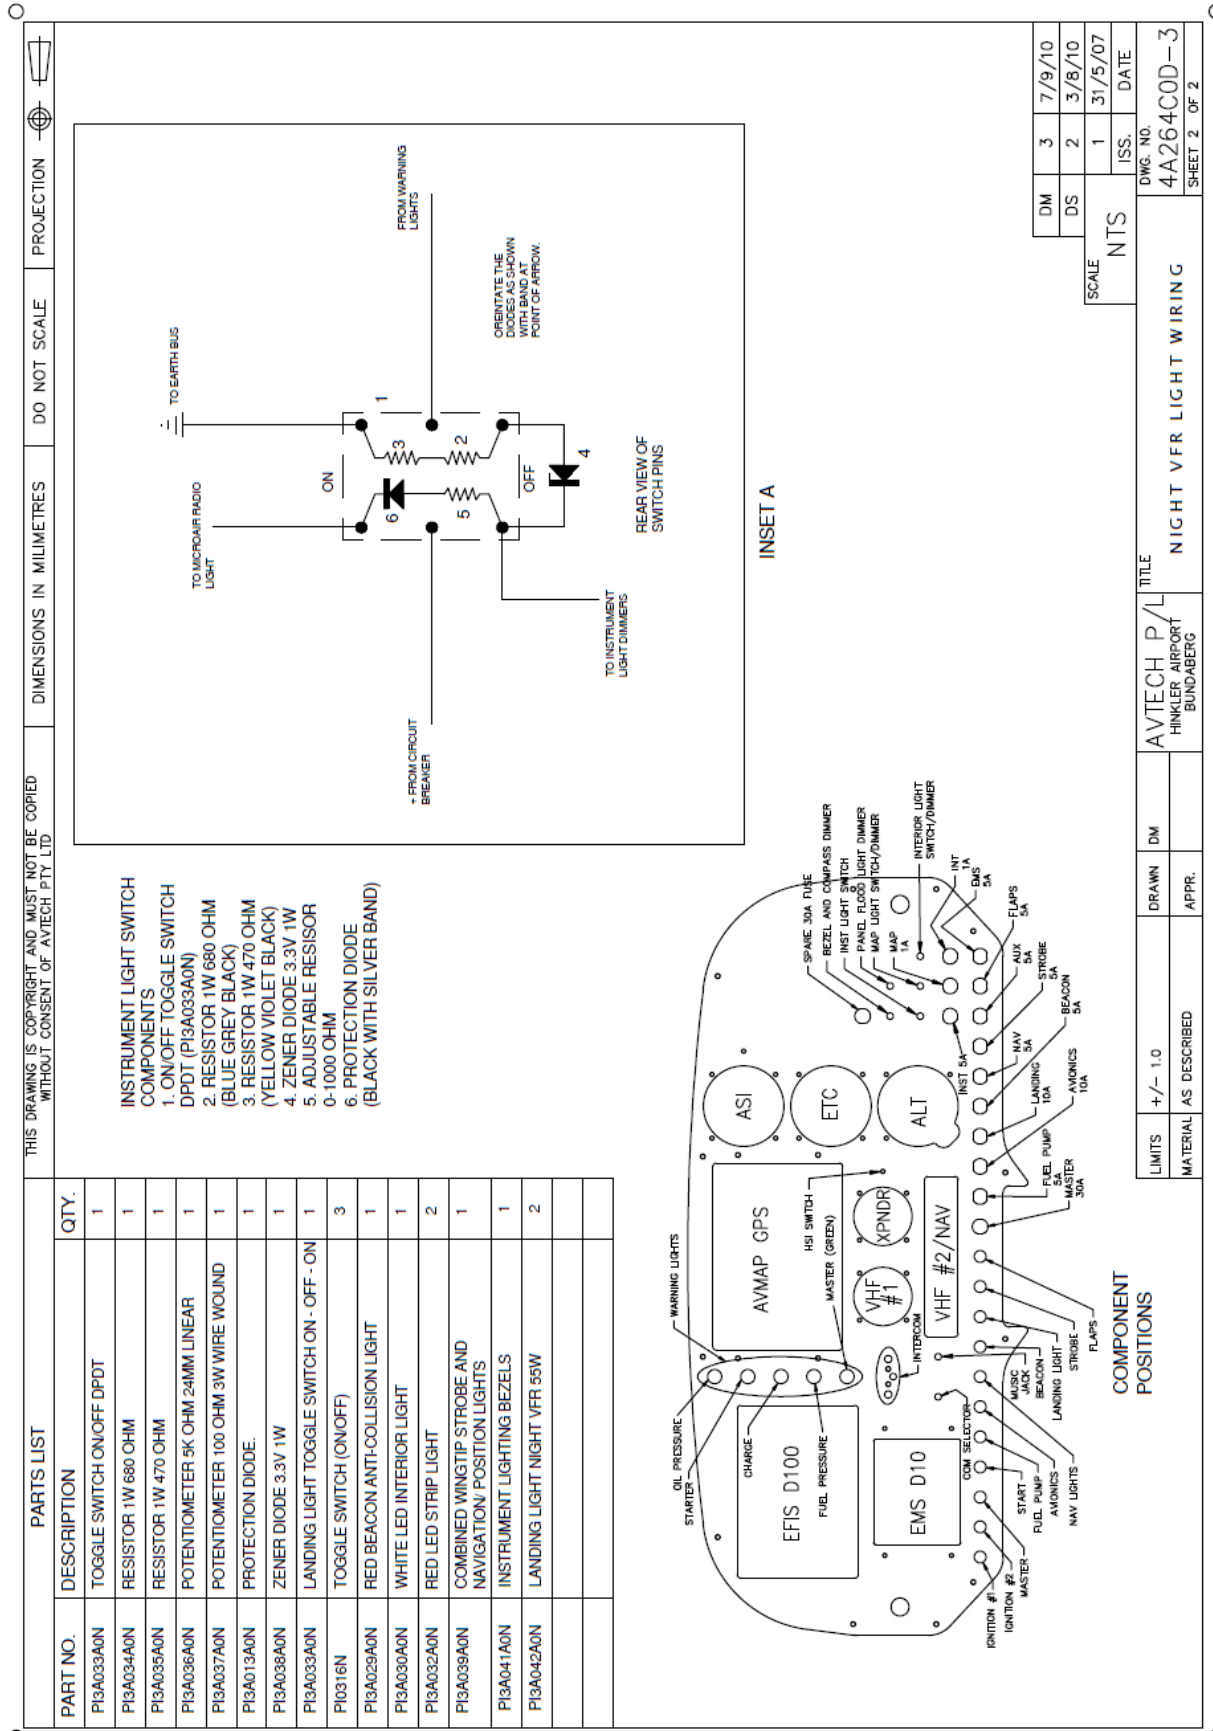 THIS DRAWING IS COPYRIGHT AND MUST NOT BE COPIED
WITHOUT CONSENT OF AVTECH PTY LTD
DIMENSIONS IN MILIMETRES
DO NOT SCALE
PROJECTION
PARTS LIST
PART NO. DESCRIPTION QTY.
PI3A033A0N TOGGLE SWITCH ON/OFF DPDT 1
PI3A034A0N RESISTOR 1W 680 OHM 1
PI3A035A0N RESISTOR 1W 470 OHM 1
PI3A036A0N POTENTIOMETER 5K OHM 24MM LINEAR 1
PI3A037A0N POTENTIOMETER 100 OHM 3W WIRE WOUND 1
PI3A013A0N PROTECTION DIODE. 1
PI3A038A0N ZENER DIODE 3.3V 1W 1
PI3A033A0N LANDING LIGHT TOGGLE SWITCH ON - OFF - ON 1
PI0316N TOGGLE SWITCH (ON/OFF) 3
PI3A029A0N RED BEACON ANTI-COLLISION LIGHT 1
PI3A030A0N WHITE LED INTERIOR LIGHT 1
PI3A032A0N RED LED STRIP LIGHT 2
PI3A039A0N COMBINED WINGTIP STROBE AND 1
NAVIGATION/ POSITION LIGHTS
PI3A041A0N INSTRUMENT LIGHTING BEZELS 1
PI3A042A0N LANDING LIGHT NIGHT VFR 55W 2
INSTRUMENT LIGHT SWITCH
COMPONENTS
1. ON/OFF TOGGLE SWITCH
DPDT (PI3A033A0N)
2. RESISTOR 1W 680 OHM
(BLUE GREY BLACK)
3. RESISTOR 1W 470 OHM
(YELLOW VIOLET BLACK)
4. ZENER DIODE 3.3V 1W
5. ADJUSTABLE RESISOR
0-1000 OHM
6. PROTECTION DIODE
(BLACK WITH SILVER BAND)
TO EARTH BUS
TO MICROAIR RADIO
LIGHT
FROM WARNING
LIGHTS
+ FROM CIRCUIT
BREAKER
ON
OFF
1
2
3
4
5
6
TO INSTRUMENT
LIGHT DIMMERS
OREINTATE THE
DIODES AS SHOWN
WITH BAND AT
POINT OF ARROW.
REAR VIEW OF
SWITCH PINS
INSET A
WARNING LIGHTS
OIL PRESSURE
STARTER
CHARGE
FUEL PRESSURE
MASTER (GREEN)
HSI SWITCH
EFIS D100
EMS D10
AVMAP GPS
ASI
ETC
ALT
VHF
#1
XPNDR
VHF #2/NAV
INTERCOM
COM SELECTOR
MUSIC
JACK
SPARE 30A FUSE
BEZEL AND COMPASS DIMMER
INST LIGHT SWITCH
PANEL FLOOD LIGHT DIMMER
MAP LIGHT SWITCH/DIMMER
MAP
1A
INTERIOR LIGHT
SWITCH/DIMMER
INT
1A
EMS
5A
FLAPS
5A
AUX
5A
STROBE
5A
BEACON
5A
NAV
5A
INST 5A
LANDING
10A
AVIONICS
10A
FUEL PUMP
5A
MASTER
30A
IGNITION #1
IGNITION #2
MASTER
START
FUEL PUMP
AVIONICS
NAV LIGHTS
BEACON
LANDING LIGHT
STROBE
FLAPS
COMPONENT
POSITIONS
DM 3 7/9/10
DS 2 3/8/10
1 31/5/07
ISS. DATE
SCALE
NTS
LIMITS +/- 1.0
MATERIAL AS DESCRIBED
DRAWN DM
APPR.
AVTECH P/L
HINKLER AIRPORT
BUNDABERG
TITLE
NIGHT VFR LIGHT WIRING
DWG. NO.
4A264C0D-3
SHEET 2 OF 2